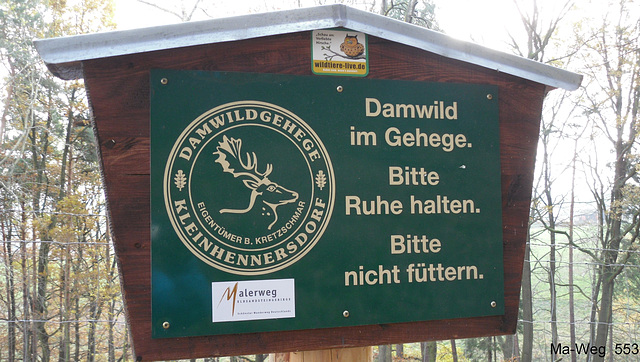 wildtiere-live.de
DAMWILDGEHEGE
KLEINHENNERSDORF
EIGENTÜMER B. KRETZSCHMAR
Damwild
im Gehege.
Bitte
Ruhe halten.
Bitte
nicht füttern.
Malerweg
ELBSANDSTEINGEBIRGE
Ma-Weg 553